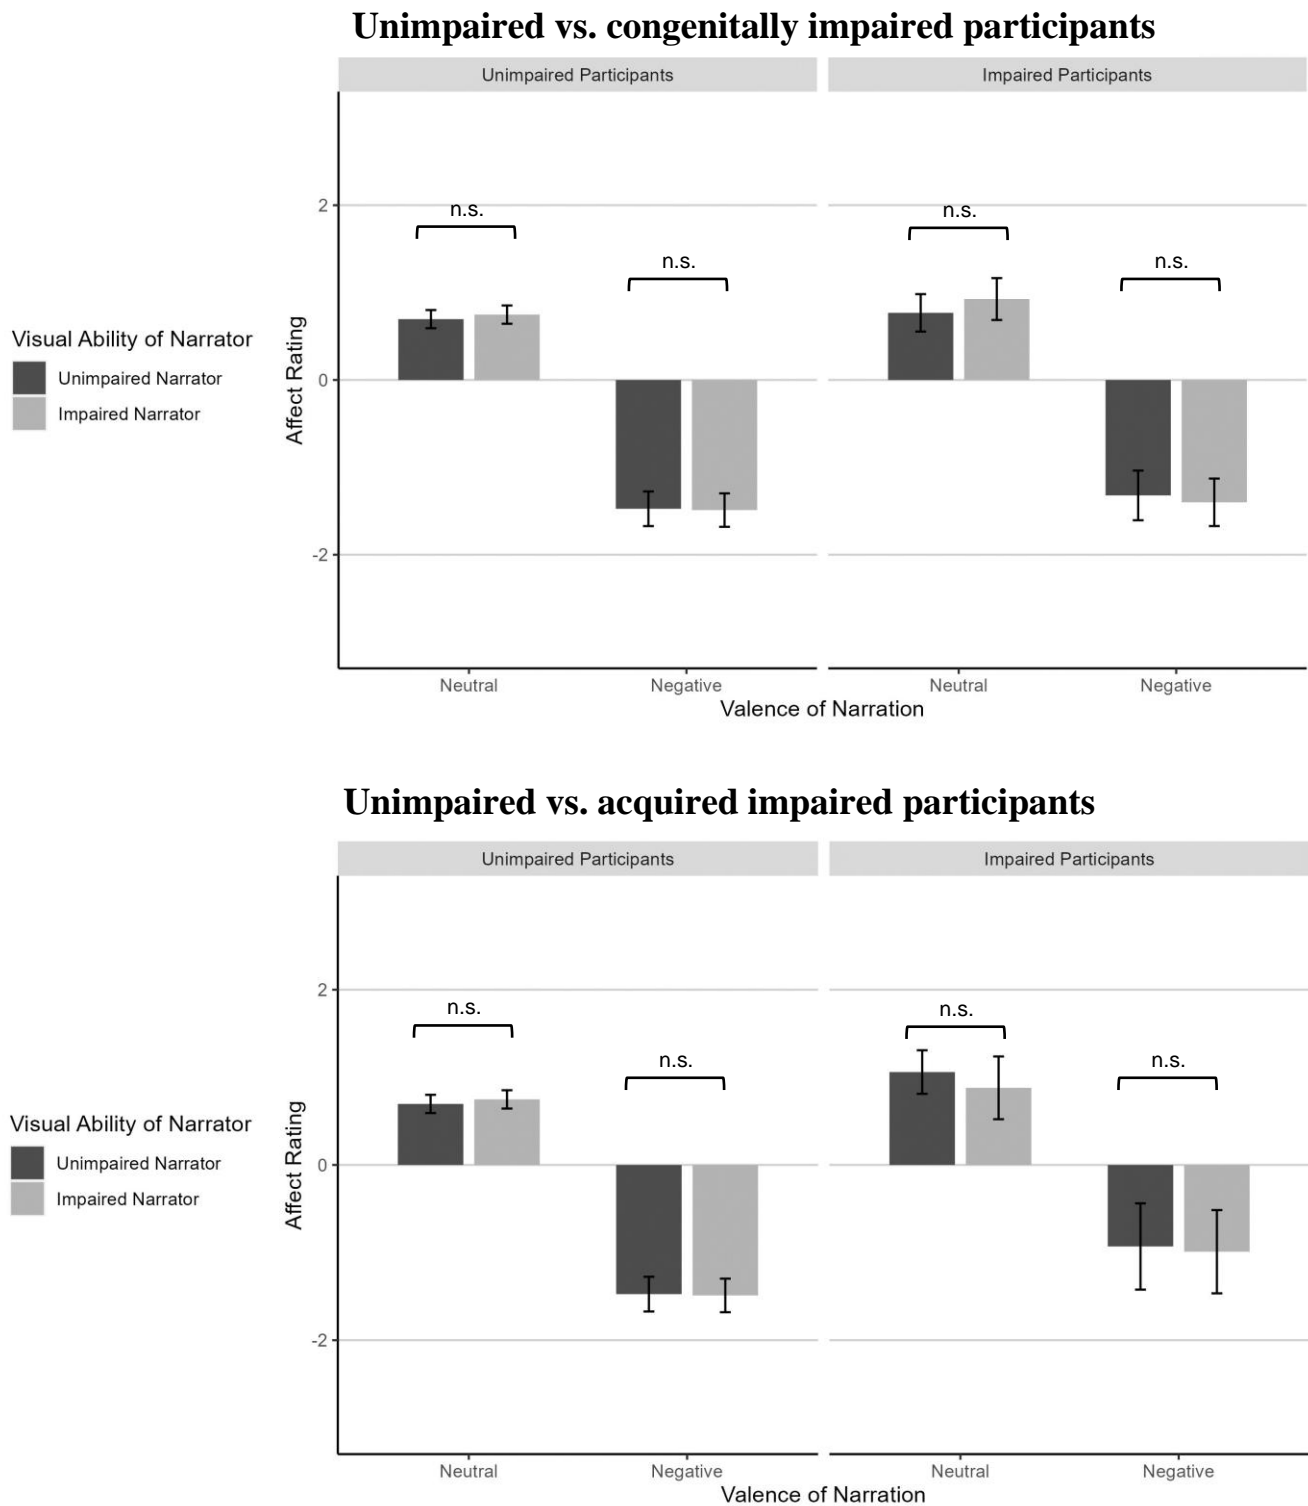 Unimpaired vs. congenitally impaired participants
Unimpaired Participants
Impaired Participants
2
n.s.
n.s.
n.s.
n.s.
Visual Ability of Narrator
Unimpaired Narrator
Impaired Narrator
Affect Rating
0
-2
Neutral
Negative
Neutral
Negative
Valence of Narration
Unimpaired vs. acquired impaired participants
Unimpaired Participants
Impaired Participants
2
n.s.
n.s.
n.s.
n.s.
Visual Ability of Narrator
Unimpaired Narrator
Impaired Narrator
Affect Rating
0
-2
Neutral
Negative
Neutral
Negative
Valence of Narration